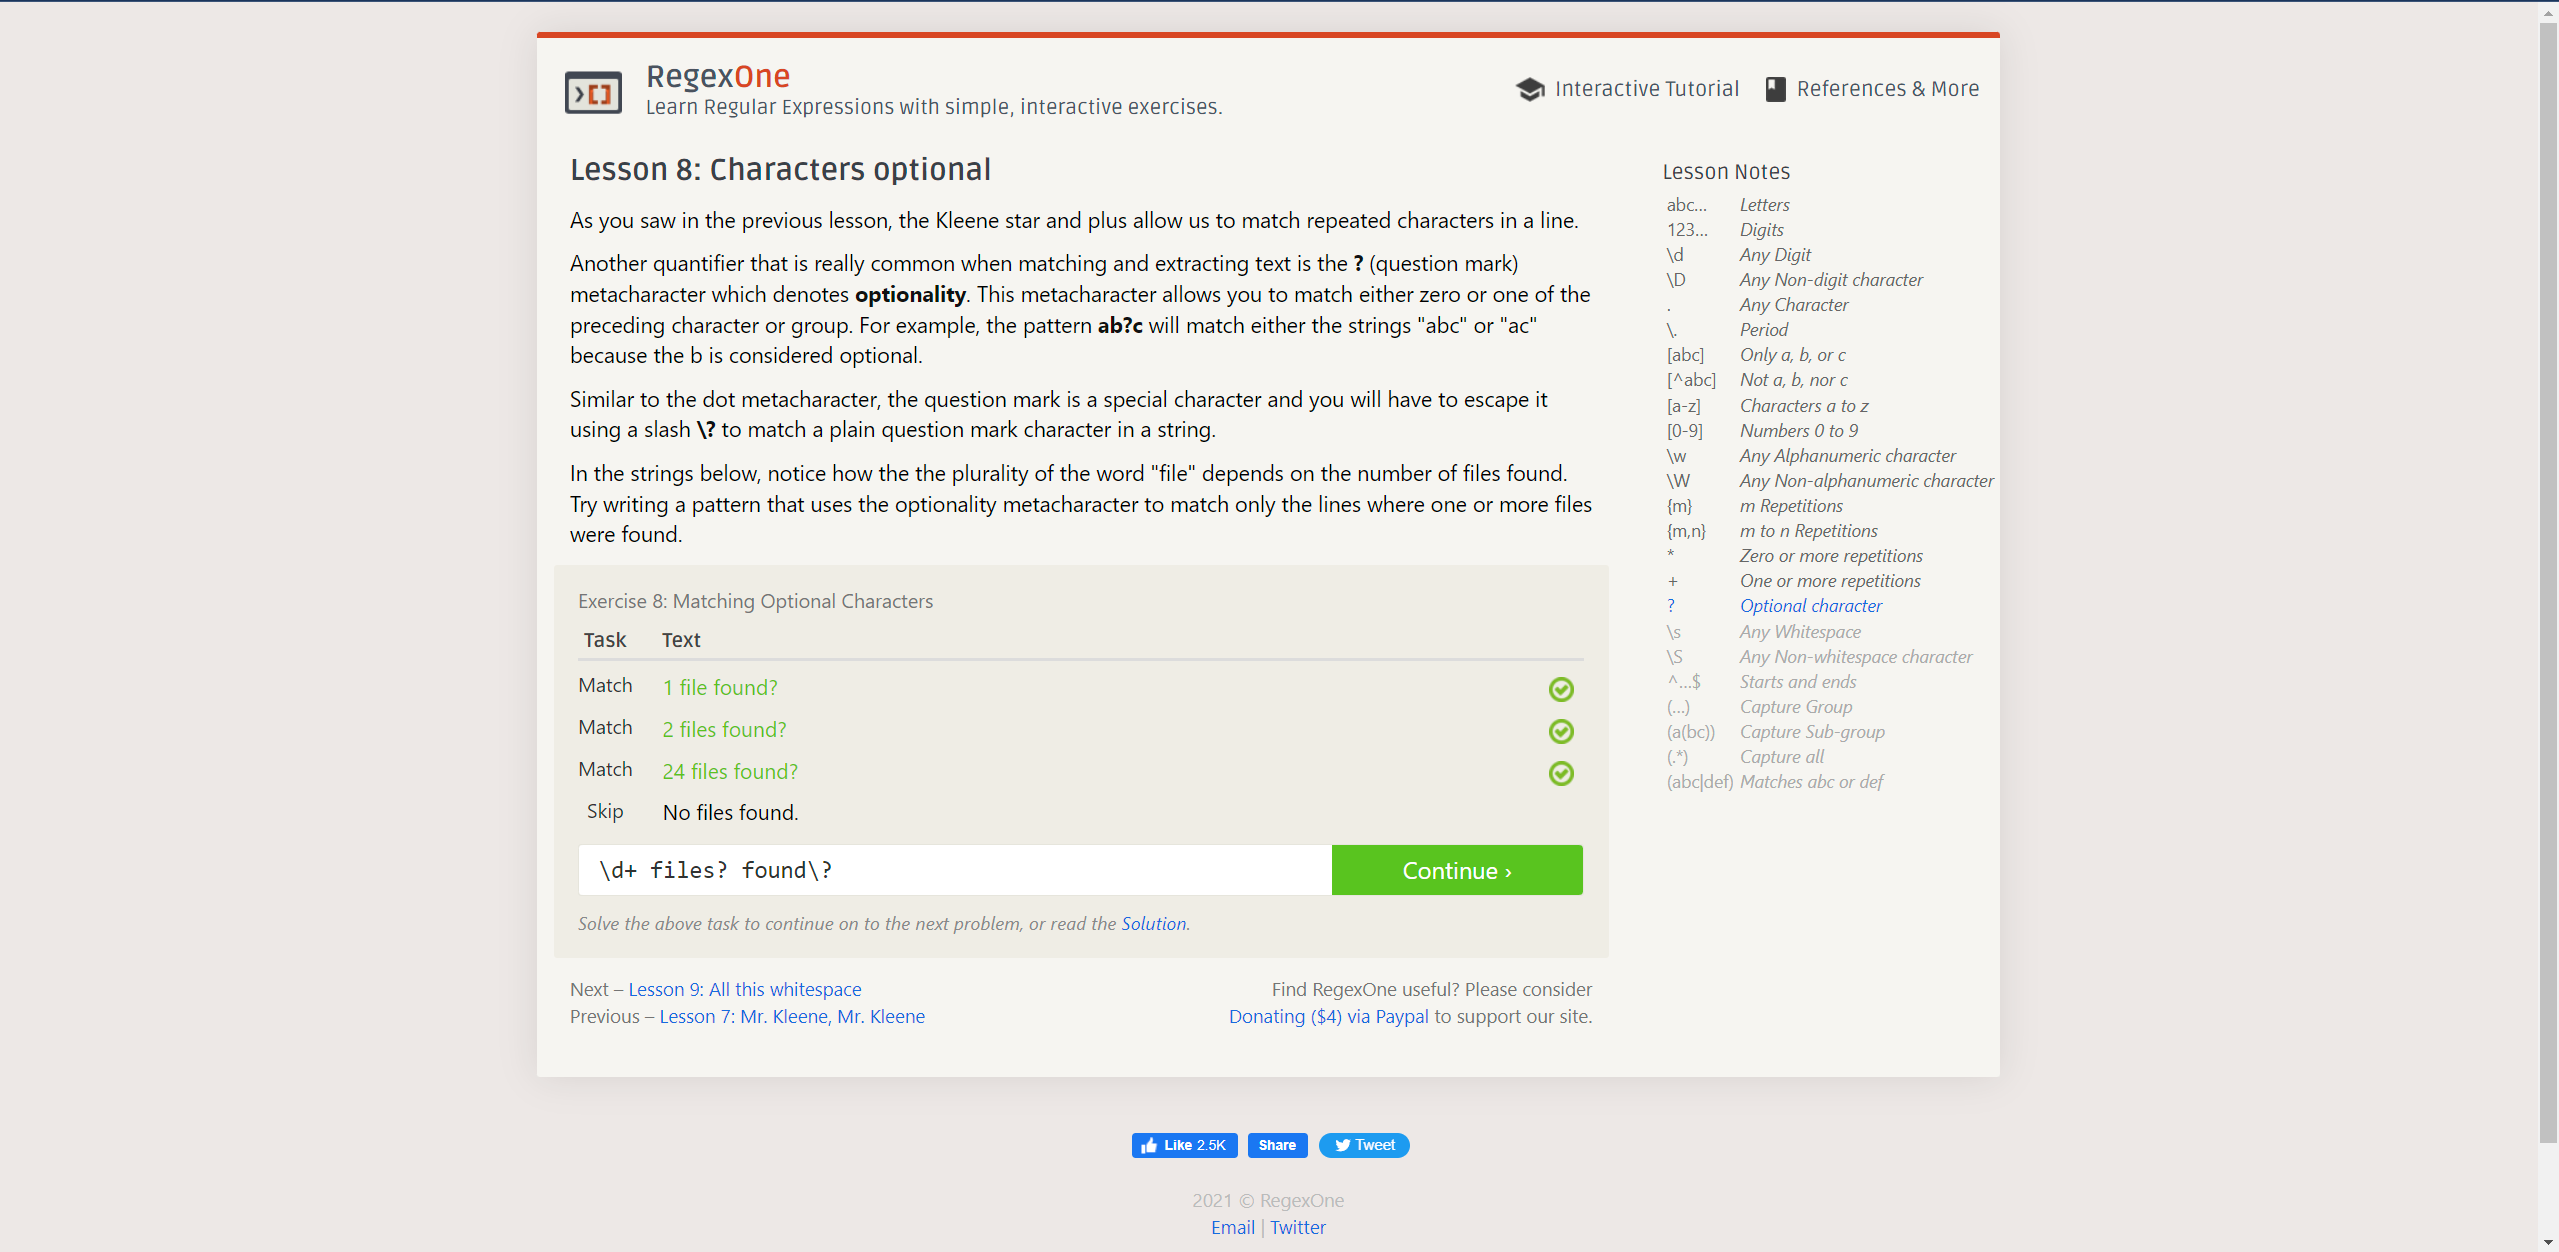 RegexOne
Learn Regular Expressions with simple, interactive exercises.
Interactive Tutorial
References & More
Lesson 8: Characters optional
As you saw in the previous lesson, the Kleene star and plus allow us to match repeated characters in a line.
Another quantifier that is really common when matching and extracting text is the ? (question mark)
metacharacter which denotes optionality. This metacharacter allows you to match either zero or one of the
preceding character or group. For example, the pattern ab?c will match either the strings "abc" or "ac"
because the b is considered optional.
Similar to the dot metacharacter, the question mark is a special character and you will have to escape it
using a slash \? to match a plain question mark character in a string.
In the strings below, notice how the the plurality of the word "file" depends on the number of files found.
Try writing a pattern that uses the optionality metacharacter to match only the lines where one or more files
were found.
Exercise 8: Matching Optional Characters
Task Text
Match 1 file found?
Match 2 files found?
Match 24 files found?
Skip No files found.
\d+ files? found\?
Continue ›
Solve the above task to continue on to the next problem, or read the Solution.
Next – Lesson 9: All this whitespace
Previous – Lesson 7: Mr. Kleene, Mr. Kleene
Find RegexOne useful? Please consider
Donating ($4) via Paypal to support our site.
Lesson Notes
abc… Letters
123… Digits
\d Any Digit
\D Any Non-digit character
. Any Character
\. Period
[abc] Only a, b, or c
[^abc] Not a, b, nor c
[a-z] Characters a to z
[0-9] Numbers 0 to 9
\w Any Alphanumeric character
\W Any Non-alphanumeric character
{m} m Repetitions
{m,n} m to n Repetitions
* Zero or more repetitions
+ One or more repetitions
? Optional character
\s Any Whitespace
\S Any Non-whitespace character
^…$ Starts and ends
(…) Capture Group
(a(bc)) Capture Sub-group
(.*) Capture all
(abc|def) Matches abc or def
Like 2.5K
Share
Tweet
2021 © RegexOne
Email | Twitter